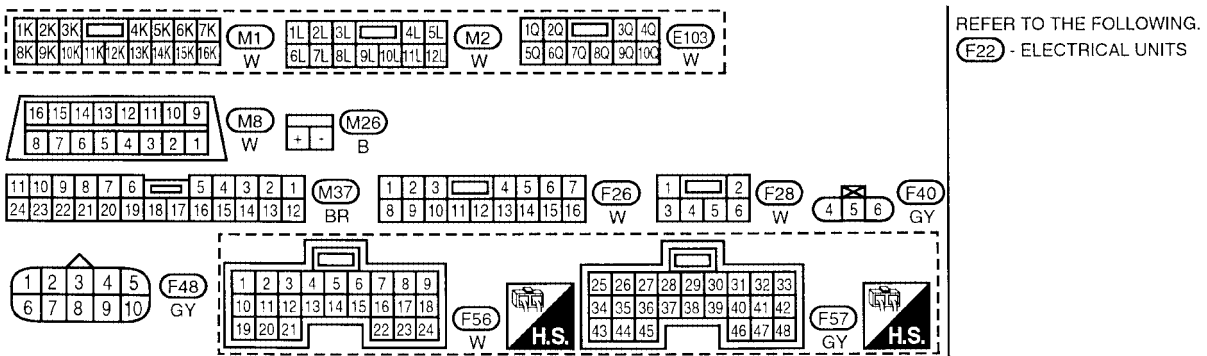 1K 2K 3K 4K 5K 6K 7K
8K 9K 10K 11K 12K 13K 14K 15K 16K
M1
W
1L 2L 3L 4L 5L
6L 7L 8L 9L 10L 11L 12L
M2
W
1Q 2Q 3Q 4Q
5Q 6Q 7Q 8Q 9Q 10Q
E103
W
REFER TO THE FOLLOWING.
F22 - ELECTRICAL UNITS
16 15 14 13 12 11 10 9
8 7 6 5 4 3 2 1
M8
W
+ -
M26
B
11 10 9 8 7 6 5 4 3 2 1
24 23 22 21 20 19 18 17 16 15 14 13 12
M37
BR
1 2 3 4 5 6 7
8 9 10 11 12 13 14 15 16
F26
W
1 2
3 4 5 6
F28
W
4 5 6
F40
GY
1 2 3 4 5
6 7 8 9 10
F48
GY
1 2 3 4 5 6 7 8 9
10 11 12 13 14 15 16 17 18
19 20 21 22 23 24
F56
W
H.S.
25 26 27 28 29 30 31 32 33
34 35 36 37 38 39 40 41 42
43 44 45 46 47 48
F57
GY
H.S.